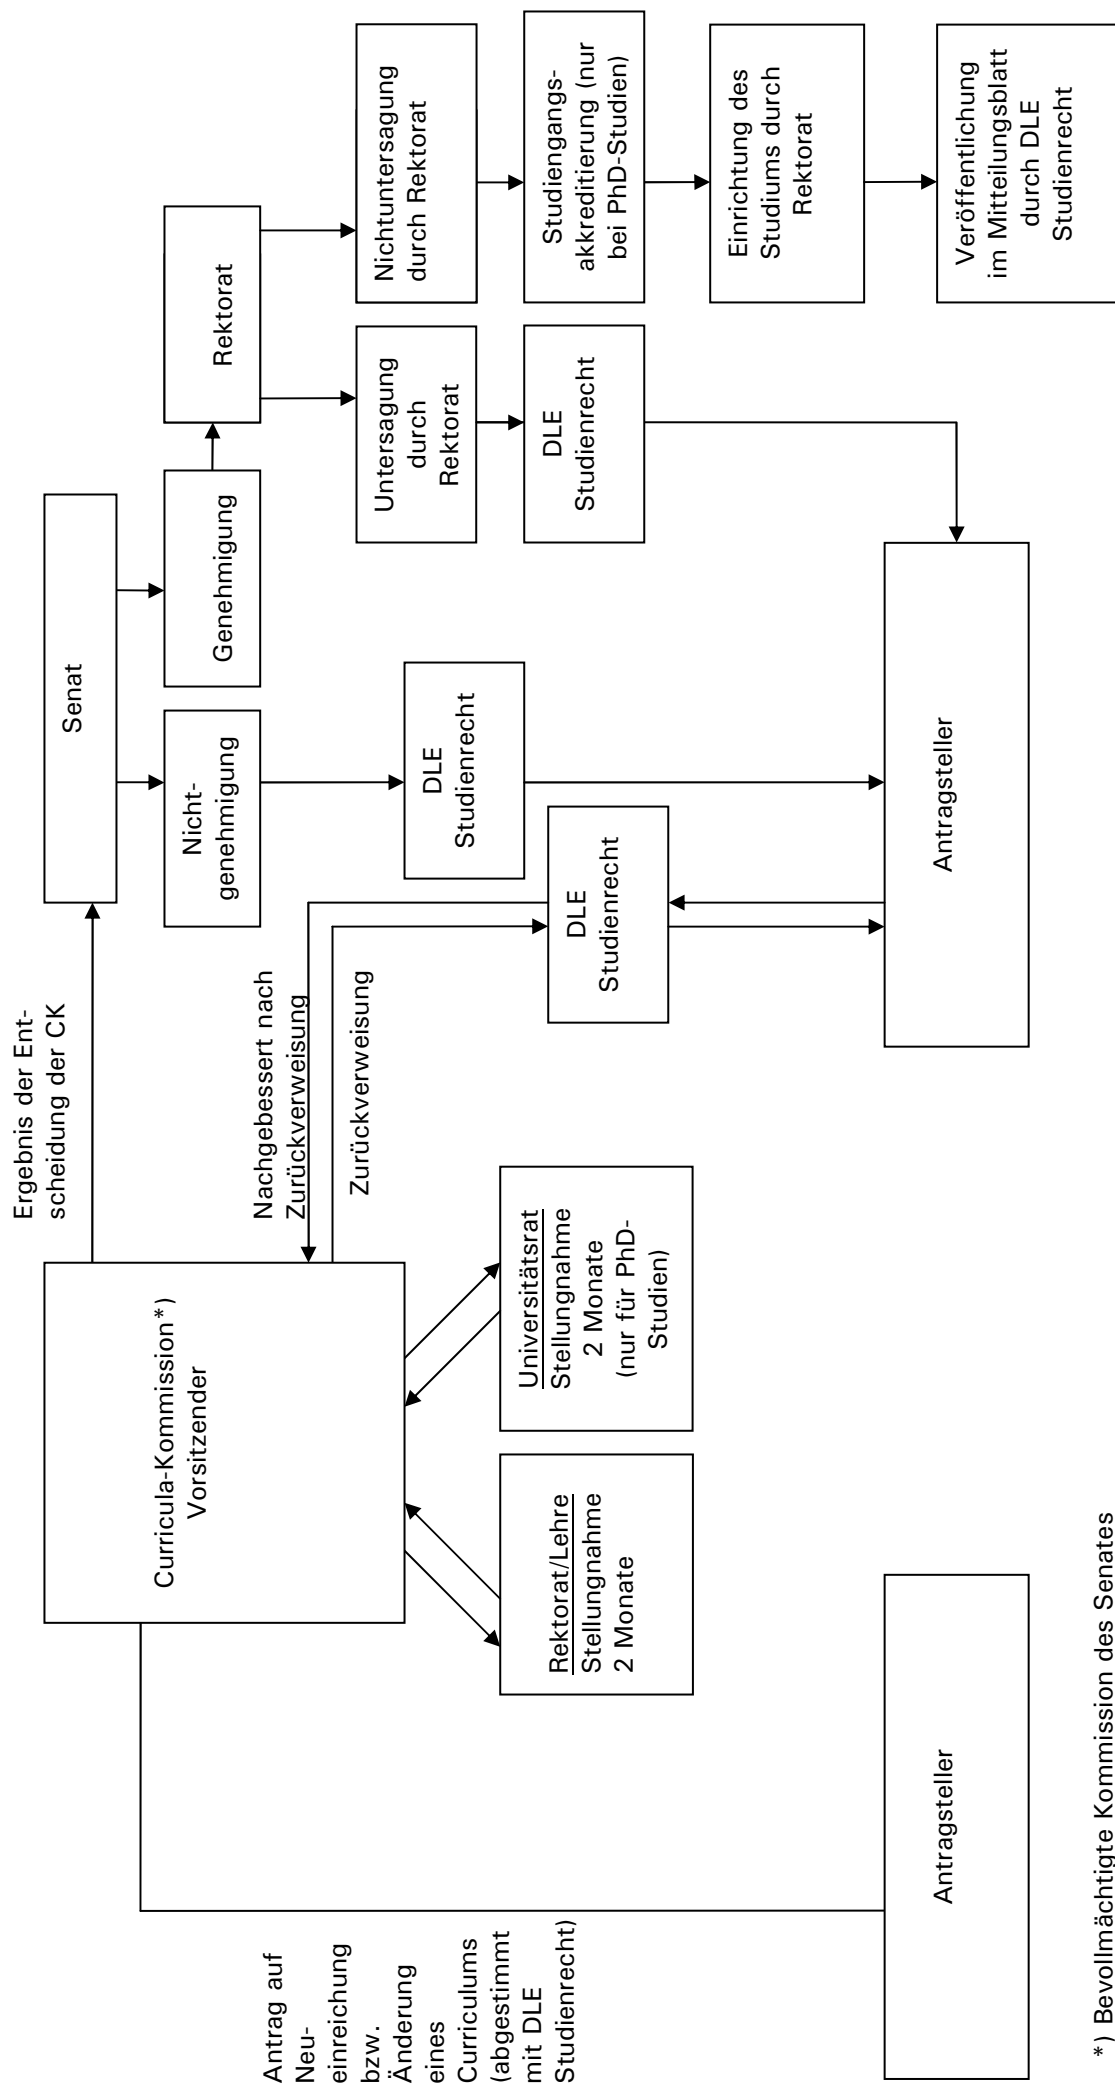 Antrag auf
Neu-
einreichung
bzw.
Änderung
eines
Curriculums
(abgestimmt
mit DLE
Studienrecht)
Antragsteller
Curricula-Kommission*)
Vorsitzender
Rektorat/Lehre
Stellungnahme
2 Monate
Universitätsrat
Stellungnahme
2 Monate
(nur für PhD-
Studien)
Ergebnis der Ent-
scheidung der CK
Nachgebessert nach
Zurückverweisung
Zurückverweisung
DLE
Studienrecht
Antragsteller
Senat
Nicht-
genehmigung
DLE
Studienrecht
Genehmigung
Rektorat
Untersagung
durch
Rektorat
DLE
Studienrecht
Nichtuntersagung
durch Rektorat
Studiengangs-
akkreditierung (nur
bei PhD-Studien)
Einrichtung des
Studiums durch
Rektorat
Veröffentlichung
im Mitteilungsblatt
durch DLE
Studienrecht
*) Bevollmächtigte Kommission des Senates